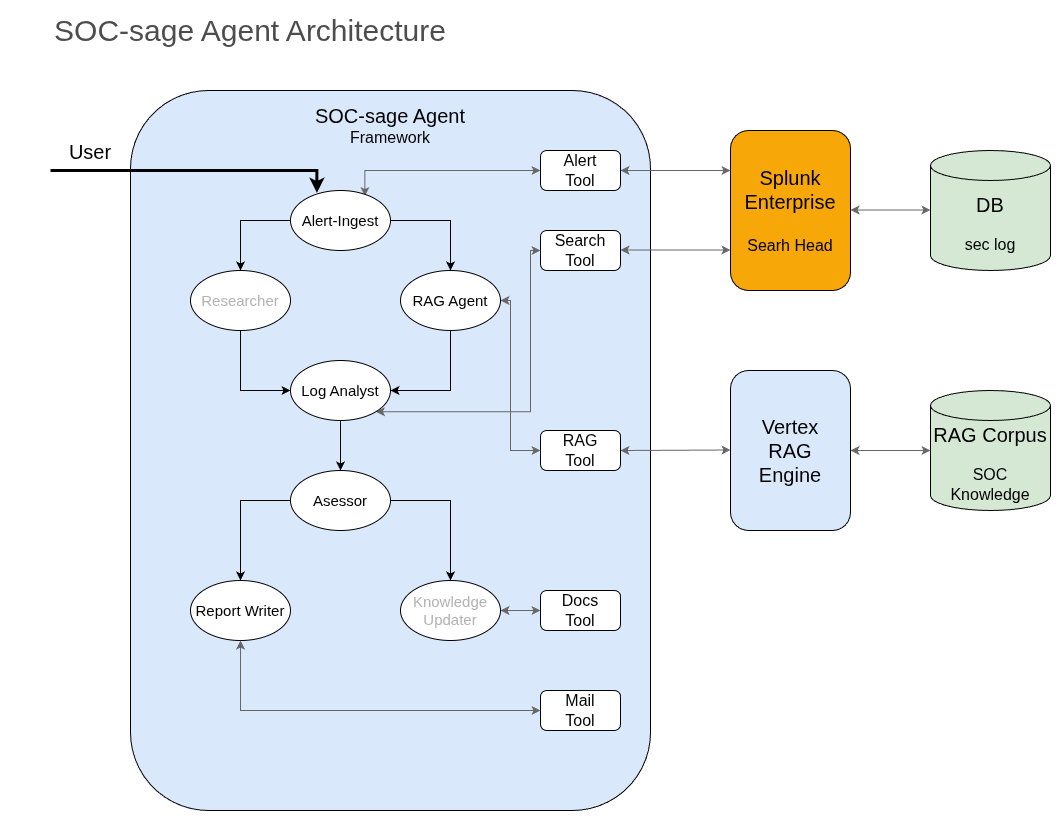 SOC-sage Agent Architecture
SOC-sage Agent
Framework
User
Alert
Tool
Splunk
Enterprise
Searh Head
DB
sec log
Alert-Ingest
Search
Tool
Researcher
RAG Agent
Log Analyst
RAG
Tool
Vertex
RAG
Engine
RAG Corpus
SOC
Knowledge
Asessor
Report Writer
Knowledge
Updater
Docs
Tool
Mail
Tool